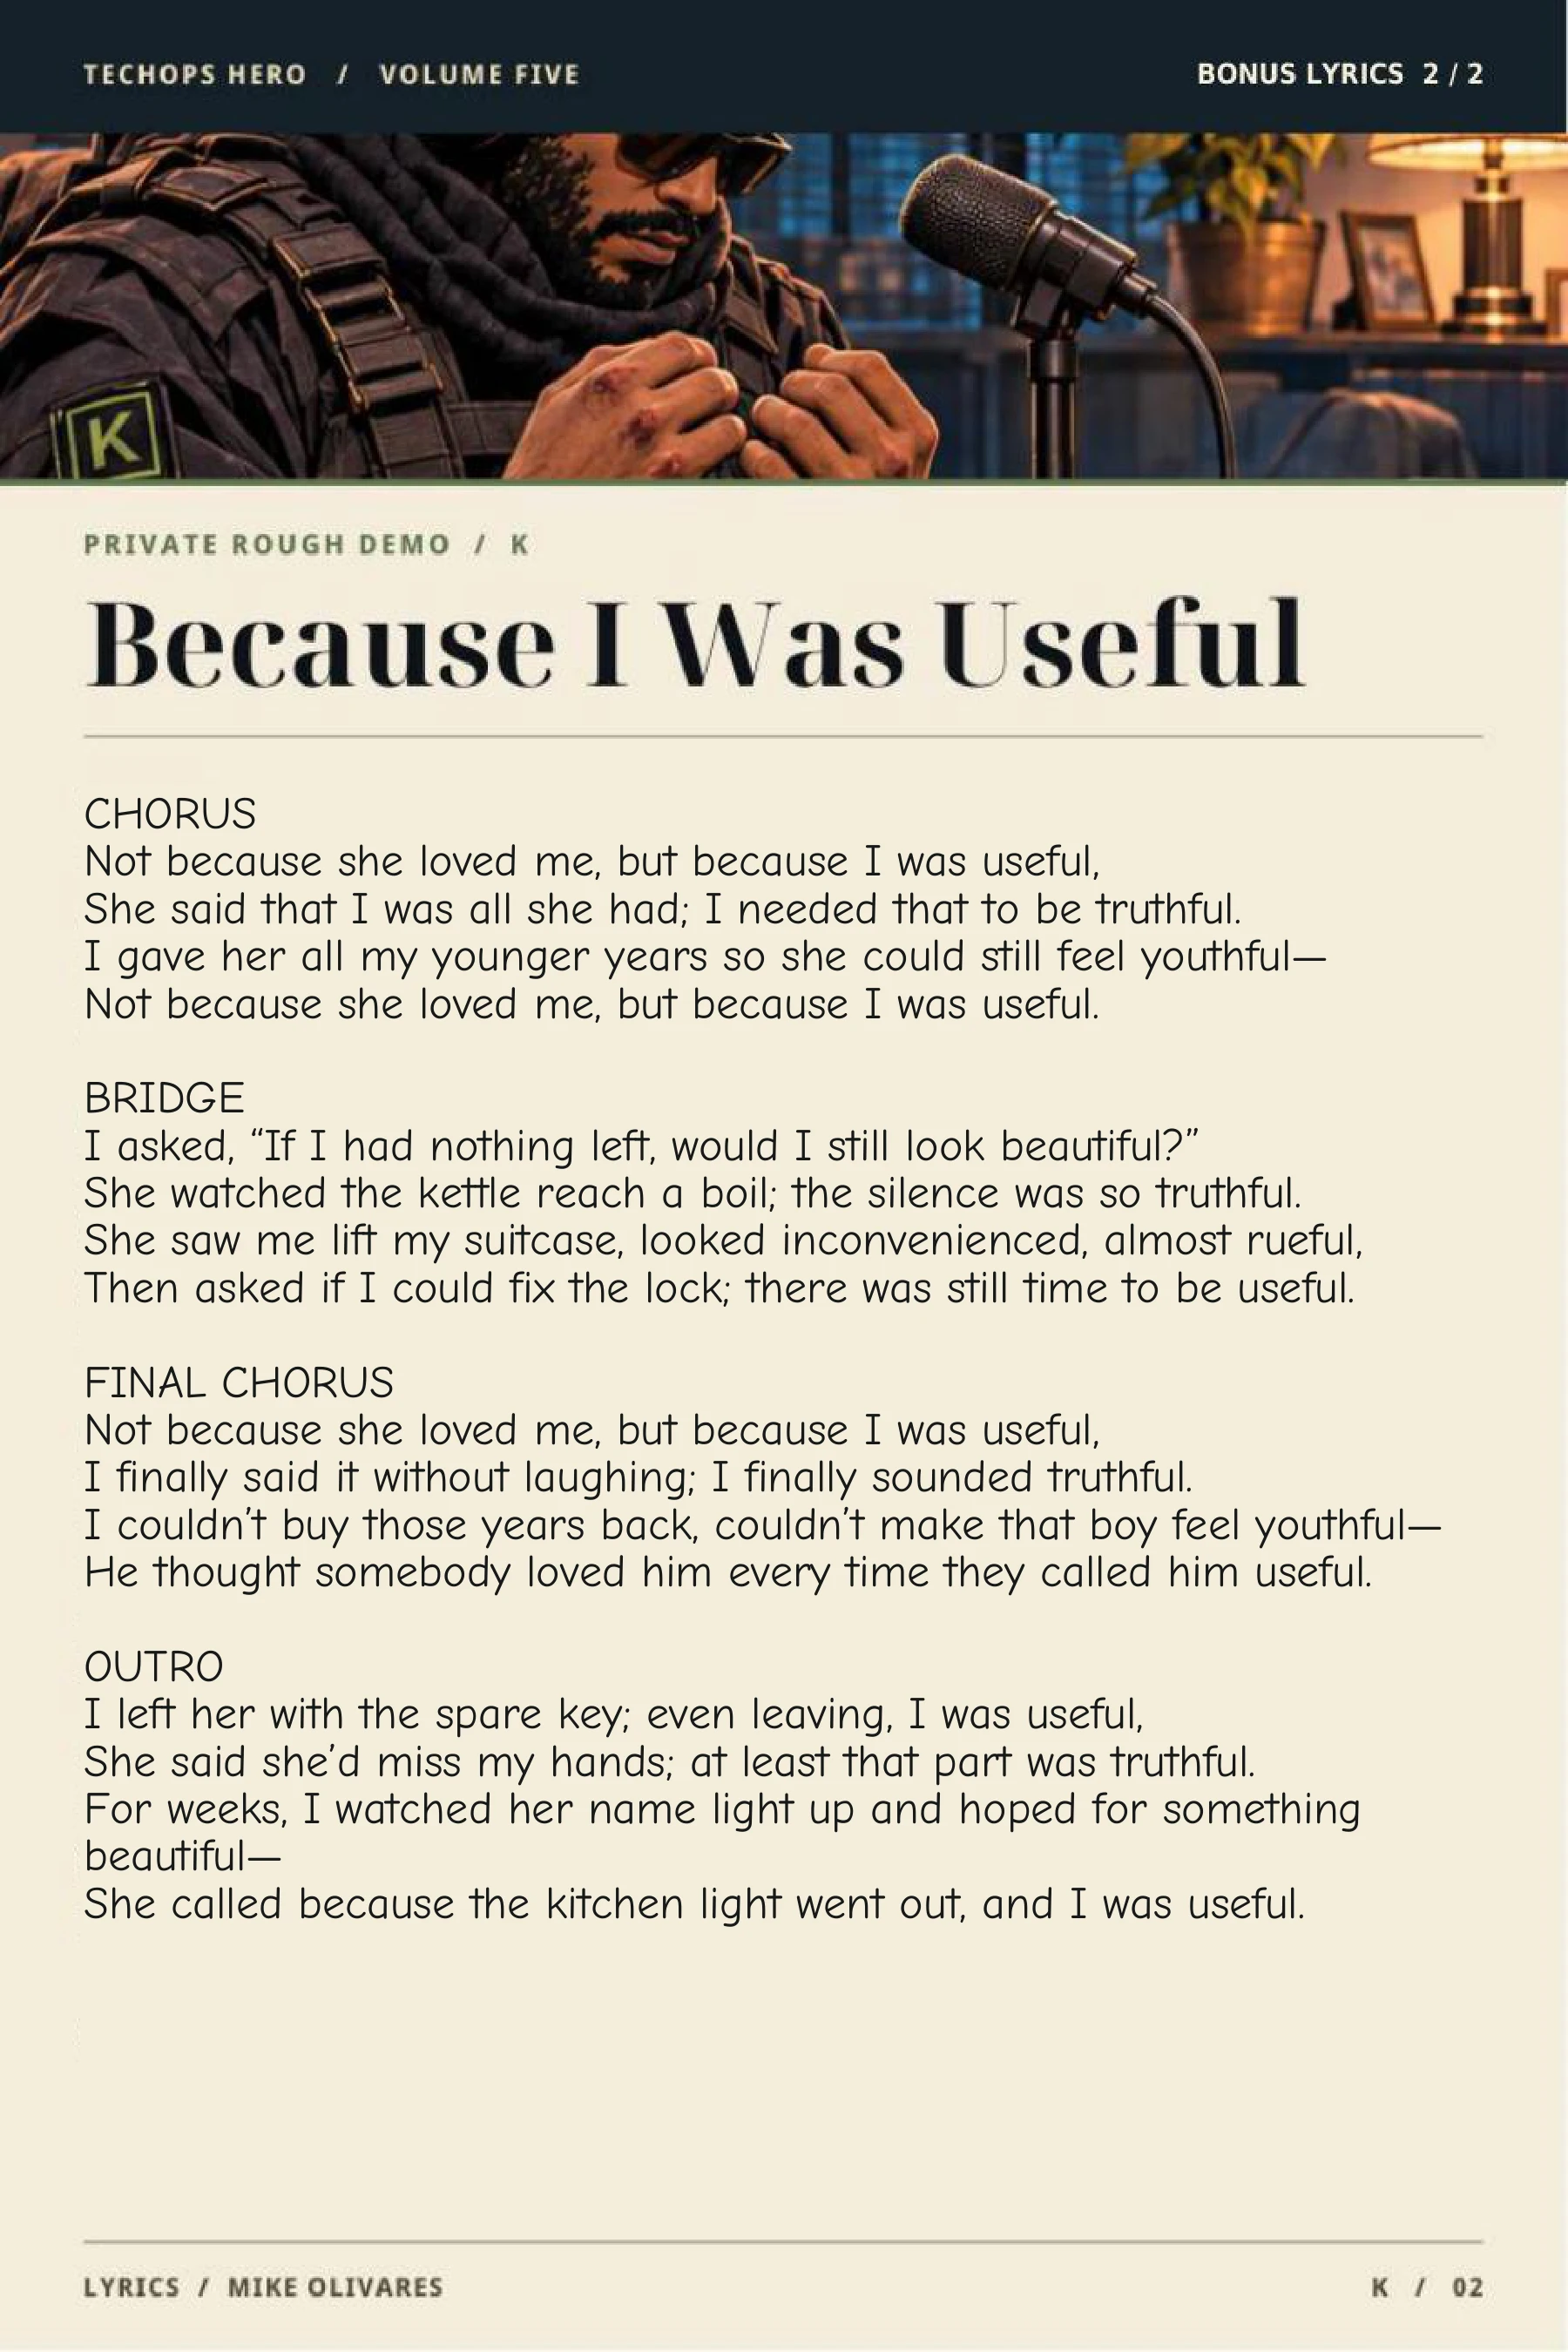 TECHOPS HERO / VOLUME FIVE
BONUS LYRICS 2 / 2
K
PRIVATE ROUGH DEMO / K
Because I Was Useful
CHORUS
Not because she loved me, but because I was useful,
She said that I was all she had; I needed that to be truthful.
I gave her all my younger years so she could still feel youthful—
Not because she loved me, but because I was useful.
BRIDGE
I asked, “If I had nothing left, would I still look beautiful?”
She watched the kettle reach a boil; the silence was so truthful.
She saw me lift my suitcase, looked inconvenienced, almost rueful,
Then asked if I could fix the lock; there was still time to be useful.
FINAL CHORUS
Not because she loved me, but because I was useful,
I finally said it without laughing; I finally sounded truthful.
I couldn’t buy those years back, couldn’t make that boy feel youthful—
He thought somebody loved him every time they called him useful.
OUTRO
I left her with the spare key; even leaving, I was useful,
She said she’d miss my hands; at least that part was truthful.
For weeks, I watched her name light up and hoped for something
beautiful—
She called because the kitchen light went out, and I was useful.
LYRICS / MIKE OLIVARES
K / 02